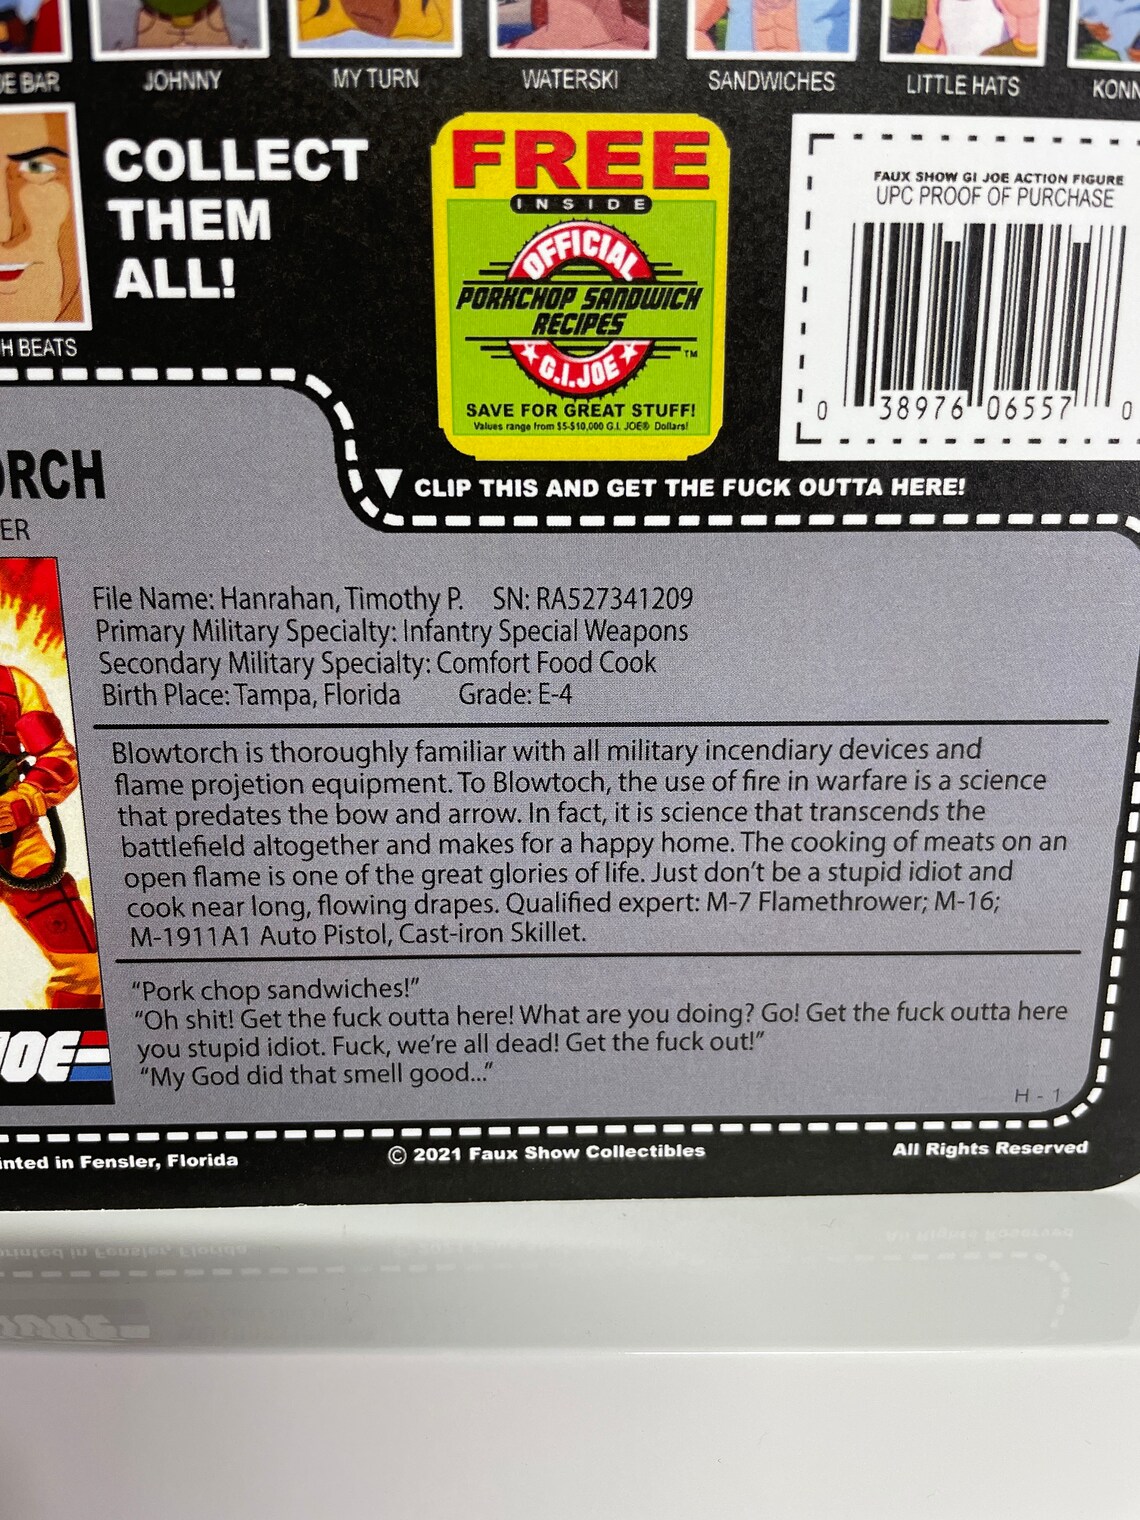 E BAR
JOHNNY
MY TURN
WATERSKI
SANDWICHES
LITTLE HATS
KONN
H BEATS
COLLECT
THEM
ALL!
FREE
INSIDE
OFFICIAL
PORKCHOP SANDWICH
RECIPES
G.I.JOE
TM
SAVE FOR GREAT STUFF!
Values range from $5-$10,000 G.I. JOE® Dollars!
FAUX SHOW GI JOE ACTION FIGURE
UPC PROOF OF PURCHASE
0 38976 06557 0
CLIP THIS AND GET THE FUCK OUTTA HERE!
ORCH
ER
File Name: Hanrahan, Timothy P. SN: RA527341209
Primary Military Specialty: Infantry Special Weapons
Secondary Military Specialty: Comfort Food Cook
Birth Place: Tampa, Florida Grade: E-4
Blowtorch is thoroughly familiar with all military incendiary devices and
flame projetion equipment. To Blowtoch, the use of fire in warfare is a science
that predates the bow and arrow. In fact, it is science that transcends the
battlefield altogether and makes for a happy home. The cooking of meats on an
open flame is one of the great glories of life. Just don't be a stupid idiot and
cook near long, flowing drapes. Qualified expert: M-7 Flamethrower; M-16;
M-1911A1 Auto Pistol, Cast-iron Skillet.
"Pork chop sandwiches!"
"Oh shit! Get the fuck outta here! What are you doing? Go! Get the fuck outta here
you stupid idiot. Fuck, we're all dead! Get the fuck out!"
"My God did that smell good..."
H - 1
JOE
inted in Fensler, Florida
© 2021 Faux Show Collectibles
All Rights Reserved